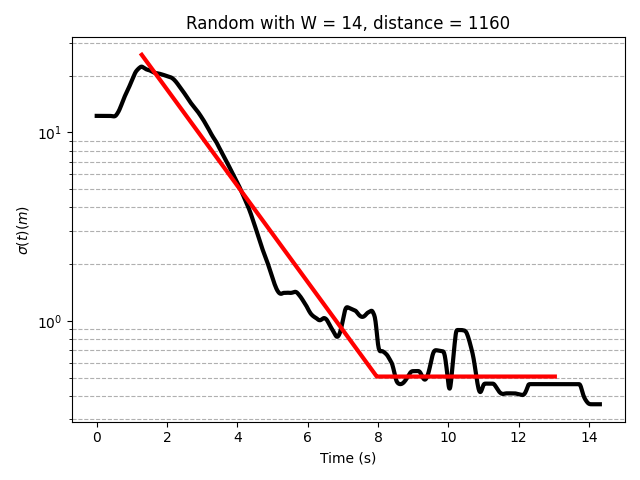 Random with W = 14, distance = 1160
σ(t)(m)
10¹
10⁰
0 2 4 6 8 10 12 14
Time (s)